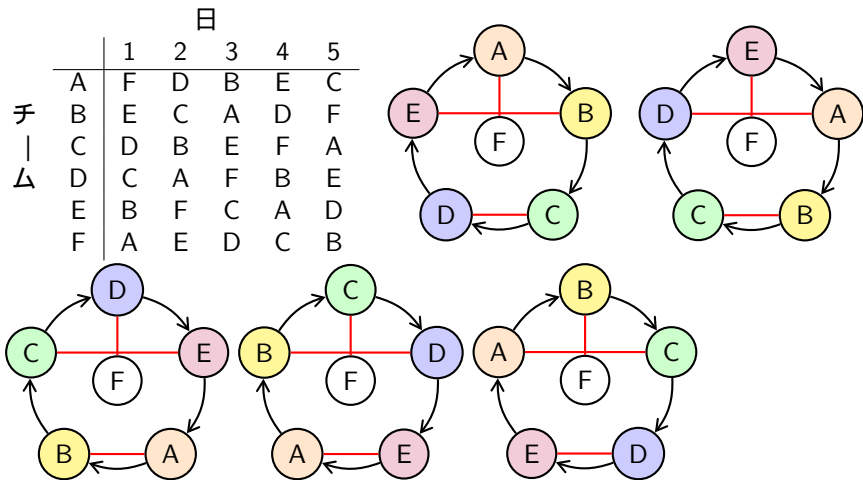 日
1 2 3 4 5
A F D B E C
B E C A D F
C D B E F A
D C A F B E
E B F C A D
F A E D C B
チーム
A
E B
F
D C
E
D A
F
C B
D
C E
F
B A
C
B D
F
A E
B
A C
F
E D